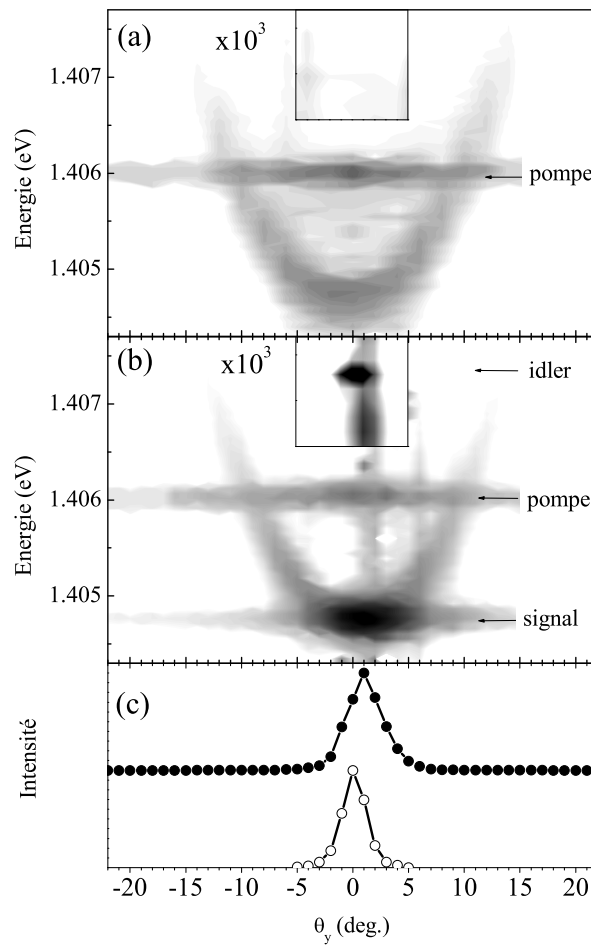 (a)
x10³
1.407
1.406
1.405
Energie (eV)
pompe
(b)
x10³
idler
1.407
1.406
1.405
Energie (eV)
pompe
signal
(c)
Intensité
-20 -15 -10 -5 0 5 10 15 20
θ_y (deg.)